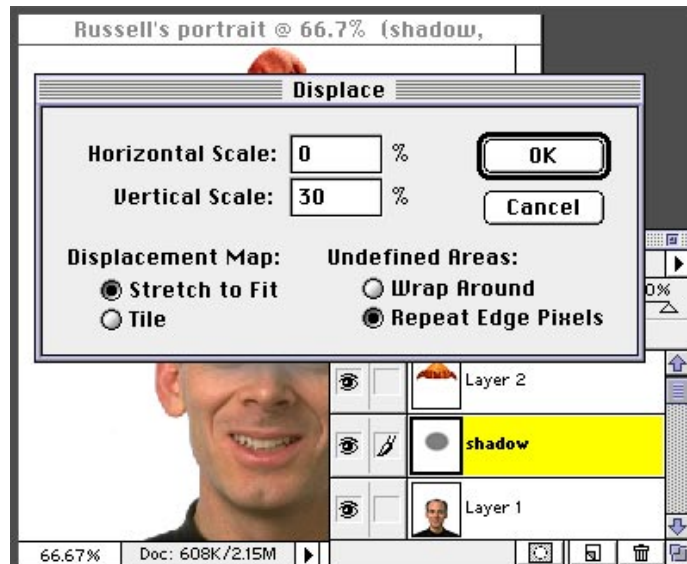 Russell's portrait @ 66.7% (shadow,
Displace
Horizontal Scale: 0 %
OK
Vertical Scale: 30 %
Cancel
Displacement Map:
Undefined Areas:
Stretch to Fit
Wrap Around
Tile
Repeat Edge Pixels
0%
Layer 2
shadow
Layer 1
66.67% Doc: 608K/2.15M